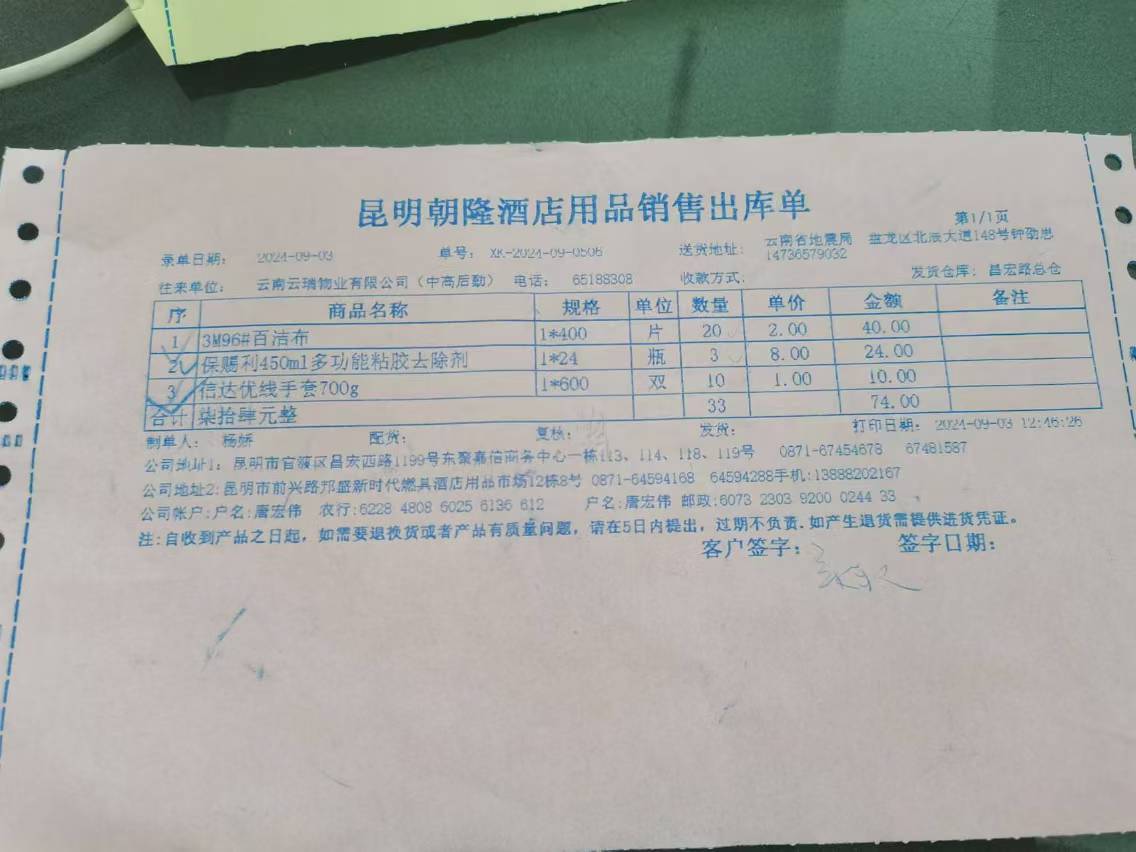 昆明朝隆酒店用品销售出库单
第1/1页
录单日期: 2024-09-03 单号: XK-2024-09-0506 送货地址: 云南省地震局 盘龙区北辰大道148号钟劭思 14736579032
往来单位: 云南云瑞物业有限公司（中高后勤） 电话: 65188308 收款方式: 发货仓库: 昌宏路总仓
序 商品名称 规格 单位 数量 单价 金额 备注
1 3M96#百洁布 1*400 片 20 2.00 40.00
2 保赐利450ml多功能粘胶去除剂 1*24 瓶 3 8.00 24.00
3 信达优线手套700g 1*600 双 10 1.00 10.00
合计 柒拾肆元整 33 74.00
制单人: 杨娇 配货: 复核: 发货: 打印日期: 2024-09-03 12:46:26
公司地址1: 昆明市官渡区昌宏西路1199号东聚嘉信商务中心一栋113、114、118、119号 0871-67454678 67481587
公司地址2:昆明市前兴路邦盛新时代燃具酒店用品市场12栋8号 0871-64594168 64594288手机:13888202167
公司帐户:户名:唐宏伟 农行:6228 4808 6025 6136 612 户名:唐宏伟 邮政:6073 2303 9200 0244 33
注:自收到产品之日起，如需要退换货或者产品有质量问题，请在5日内提出，过期不负责.如产生退货需提供进货凭证。
客户签字: 签字日期: